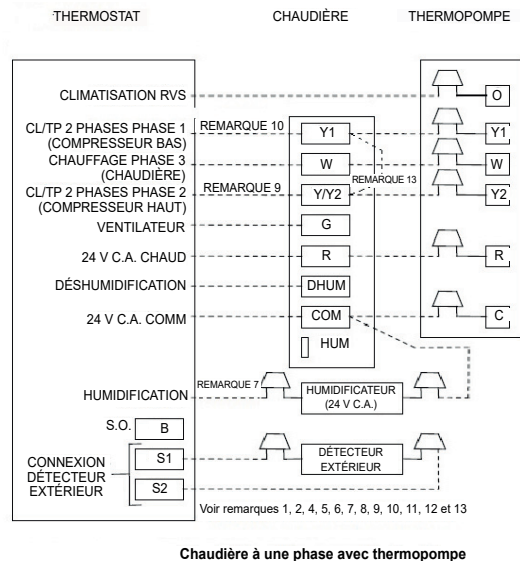 THERMOSTAT CHAUDIÈRE THERMOPOMPE
CLIMATISATION RVS O
CL/TP 2 PHASES PHASE 1 REMARQUE 10 Y1 Y1
(COMPRESSEUR BAS)
CHAUFFAGE PHASE 3 W W
(CHAUDIÈRE) REMARQUE 13
CL/TP 2 PHASES PHASE 2 REMARQUE 9 Y/Y2 Y2
(COMPRESSEUR HAUT)
VENTILATEUR G
24 V C.A. CHAUD R R
DÉSHUMIDIFICATION DHUM
24 V C.A. COMM COM C
HUM
HUMIDIFICATION REMARQUE 7 HUMIDIFICATEUR
(24 V C.A.)
S.O. B
CONNEXION S1 DÉTECTEUR
DÉTECTEUR EXTÉRIEUR
EXTÉRIEUR S2
Voir remarques 1, 2, 4, 5, 6, 7, 8, 9, 10, 11, 12 et 13
Chaudière à une phase avec thermopompe